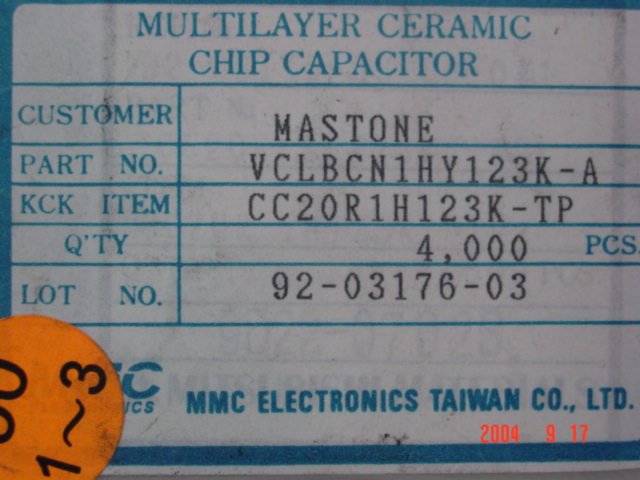 MULTILAYER CERAMIC
CHIP CAPACITOR
CUSTOMER MASTONE
PART NO. VCLBCN1HY123K-A
KCK ITEM CC20R1H123K-TP
Q'TY 4,000 PCS.
LOT NO. 92-03176-03
1~3
MMC ELECTRONICS TAIWAN CO., LTD.
2004 9 17